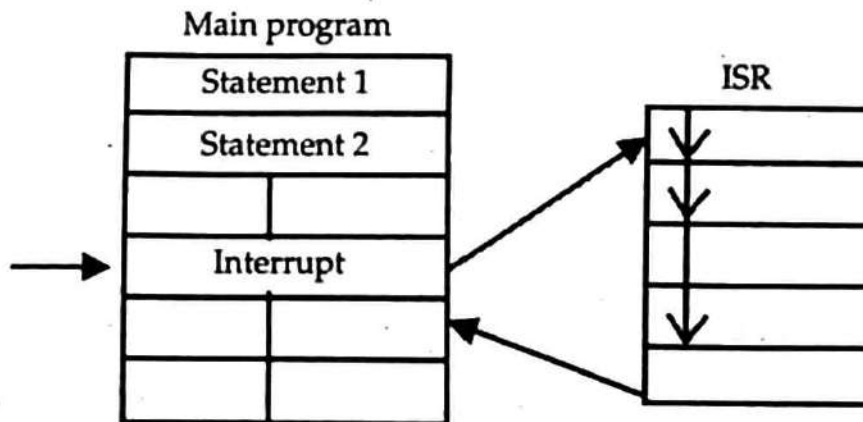 Main program
Statement 1
ISR
Statement 2
Interrupt